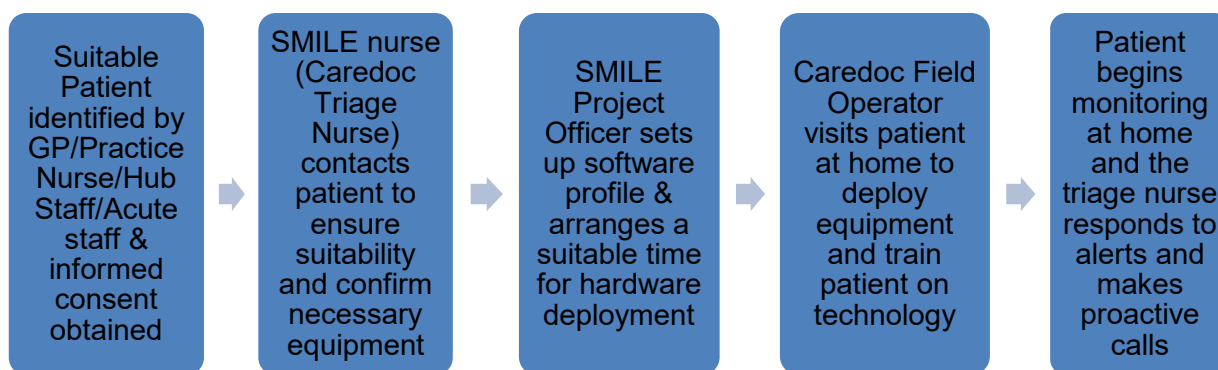 Suitable
Patient
identified by
GP/Practice
Nurse/Hub
Staff/Acute
staff &
informed
consent
obtained
SMILE nurse
(Caredoc
Triage
Nurse)
contacts
patient to
ensure
suitability
and confirm
necessary
equipment
SMILE
Project
Officer sets
up software
profile &
arranges a
suitable time
for hardware
deployment
Caredoc Field
Operator
visits patient
at home to
deploy
equipment
and train
patient on
technology
Patient
begins
monitoring
at home
and the
triage nurse
responds to
alerts and
makes
proactive
calls